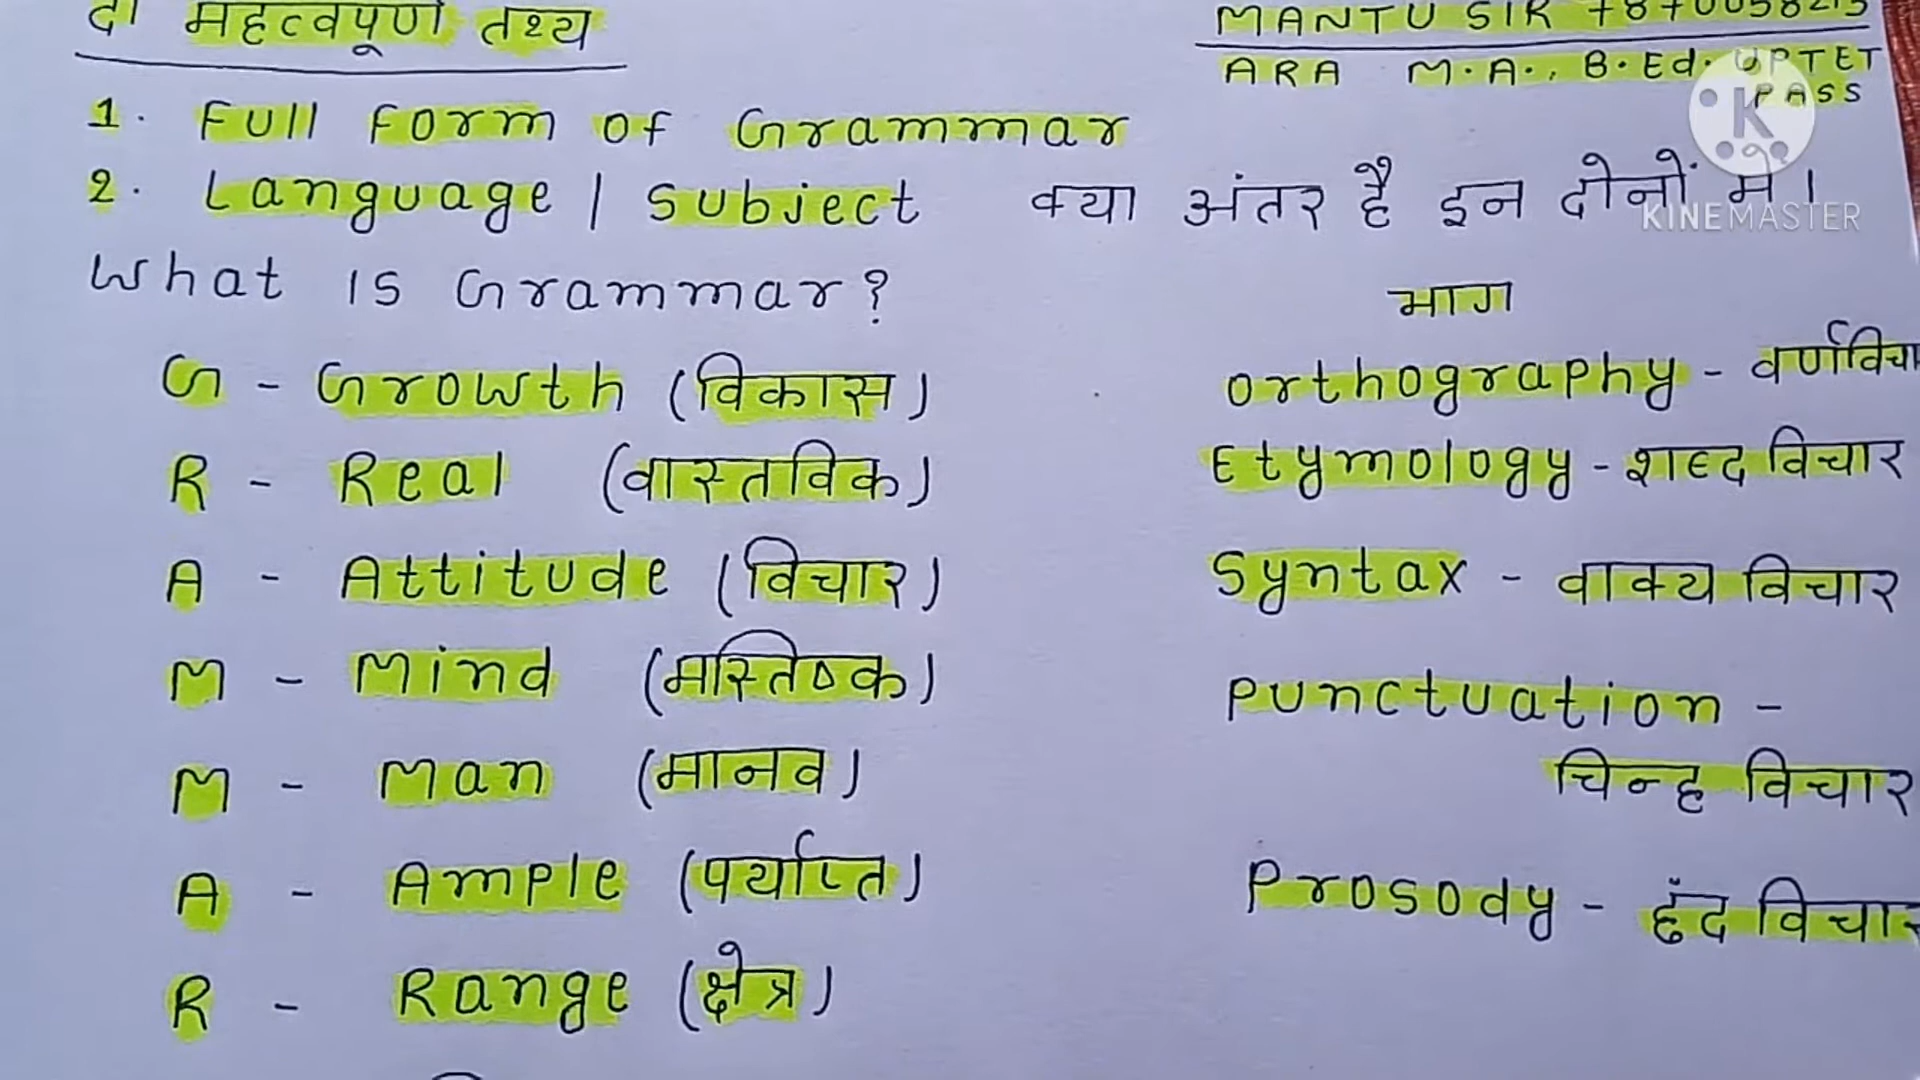 दो महत्वपूर्ण तथ्य
MANTU SIR 7870058213
ARA M.A., B.Ed. UPTET
PASS
1. Full Form of Grammar
2. Language / Subject क्या अंतर है इन दोनों में।
KINEMASTER
What is Grammar?
G - Growth (विकास)
R - Real (वास्तविक)
A - Attitude (विचार)
M - Mind (मस्तिष्क)
M - Man (मानव)
A - Ample (पर्याप्त)
R - Range (क्षेत्र)
भाग
Orthography - वर्णविचा
Etymology - शब्द विचार
Syntax - वाक्य विचार
Punctuation -
चिन्ह विचार
Prosody - छंद विचार